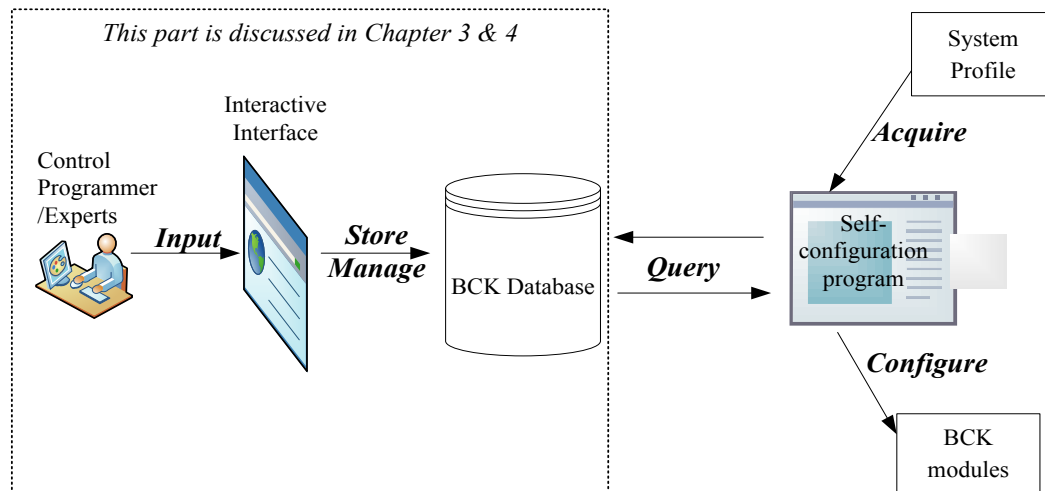 This part is discussed in Chapter 3 & 4
System
Profile
Interactive
Interface
Control
Programmer
/Experts
Acquire
Input
Store
Manage
BCK Database
Query
Self-
configuration
program
Configure
BCK
modules